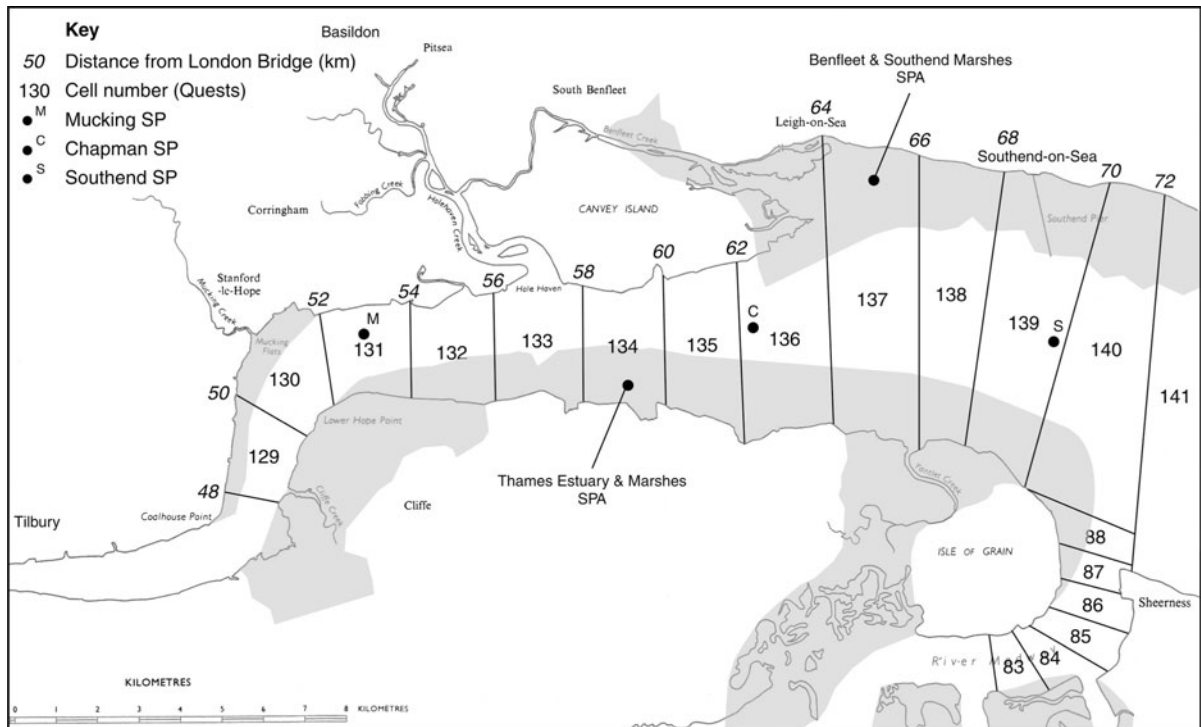 Key
50 Distance from London Bridge (km)
130 Cell number (Quests)
M Mucking SP
C Chapman SP
S Southend SP
Basildon
Pitsea
South Benfleet
Benfleet & Southend Marshes
SPA
Benfleet Creek
64
Leigh-on-Sea
66
68
Southend-on-Sea
70
72
Southend Pier
Fobbing Creek
Holehaven Creek
Corringham
CANVEY ISLAND
Stanford
-le-Hope
Mucking Creek
Mucking Flats
52
54
56
Hole Haven
58
60
62
M
C
S
130
131
132
133
134
135
136
137
138
139
140
141
50
129
48
Lower Hope Point
Cliffe Creek
Coalhouse Point
Tilbury
Cliffe
Thames Estuary & Marshes
SPA
Yantlet Creek
ISLE OF GRAIN
88
87
86
85
84
83
Sheerness
River Medway
KILOMETRES
0 1 2 3 4 5 6 7 8 KILOMETRES